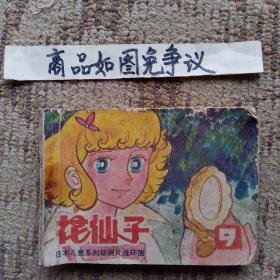 商品如图免争议
花仙子
日本儿童系列动画片连环画
9